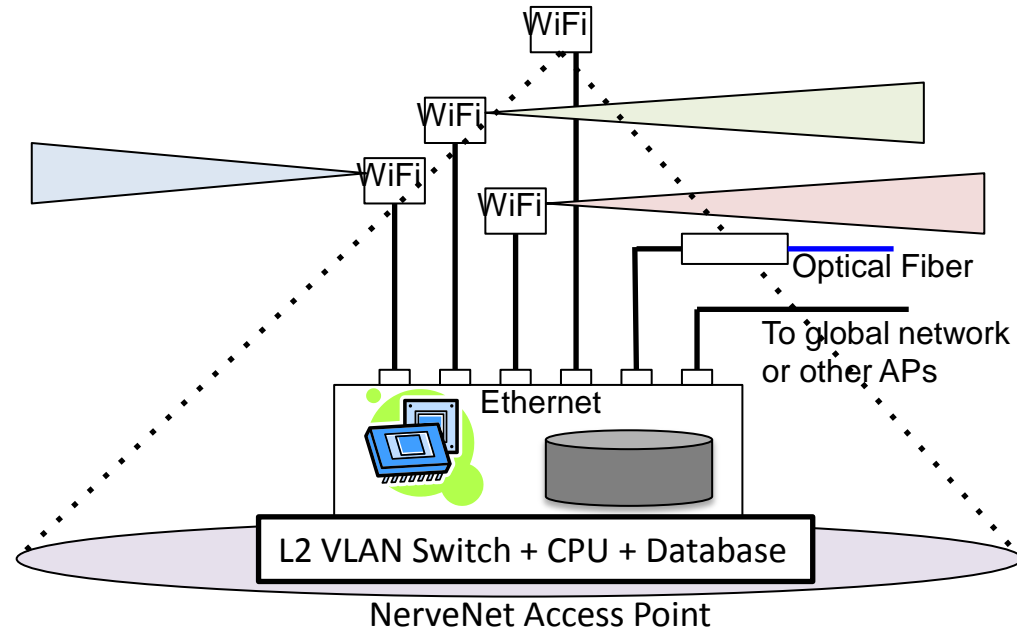 WiFi
WiFi
WiFi
WiFi
Optical Fiber
To global network
or other APs
Ethernet
L2 VLAN Switch + CPU + Database
NerveNet Access Point